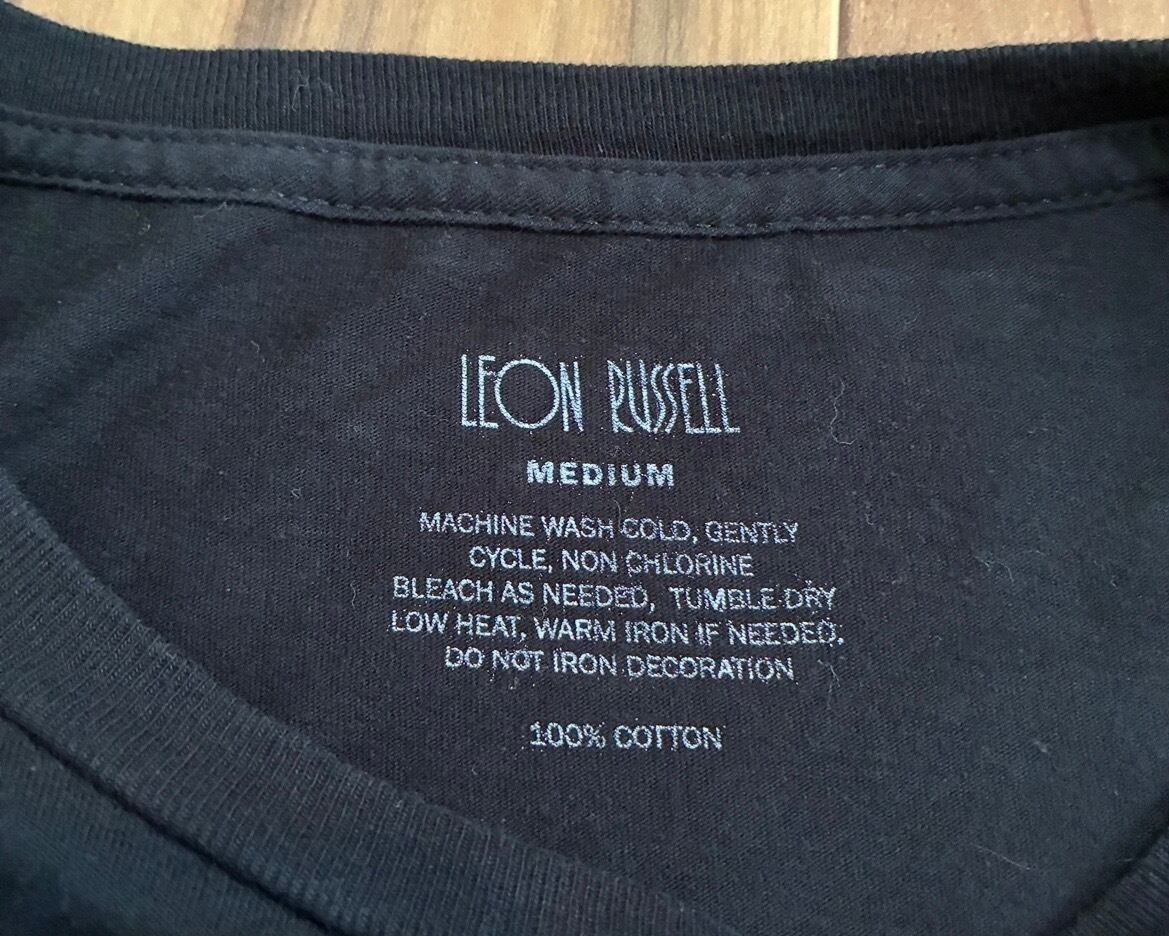 LEON RUSSELL
MEDIUM
MACHINE WASH COLD, GENTLY
CYCLE, NON CHLORINE
BLEACH AS NEEDED, TUMBLE DRY
LOW HEAT, WARM IRON IF NEEDED.
DO NOT IRON DECORATION
100% COTTON